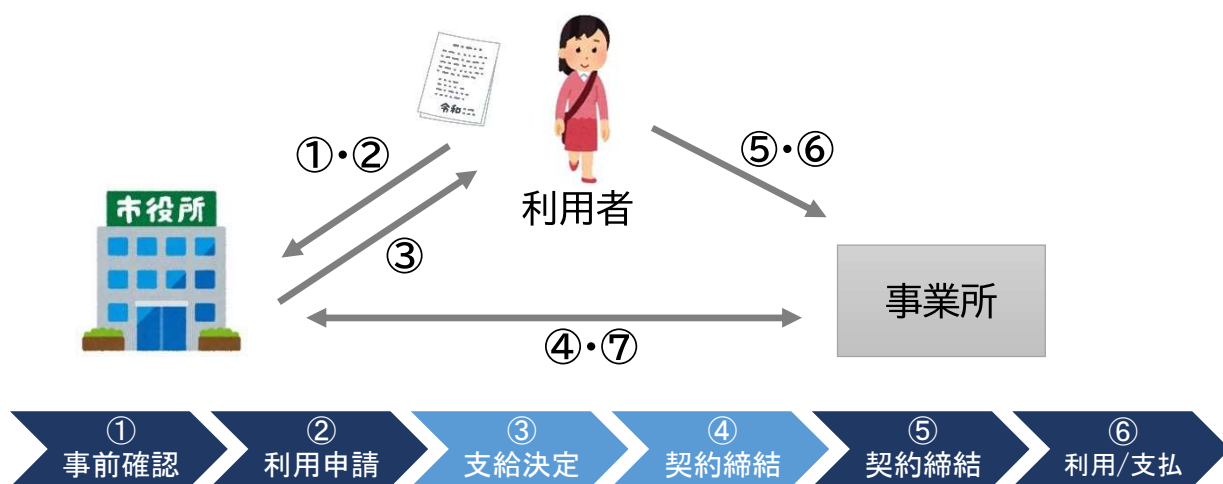 令和
①・②
⑤・⑥
市役所
利用者
③
事業所
④・⑦
①
事前確認
②
利用申請
③
支給決定
④
契約締結
⑤
契約締結
⑥
利用/支払